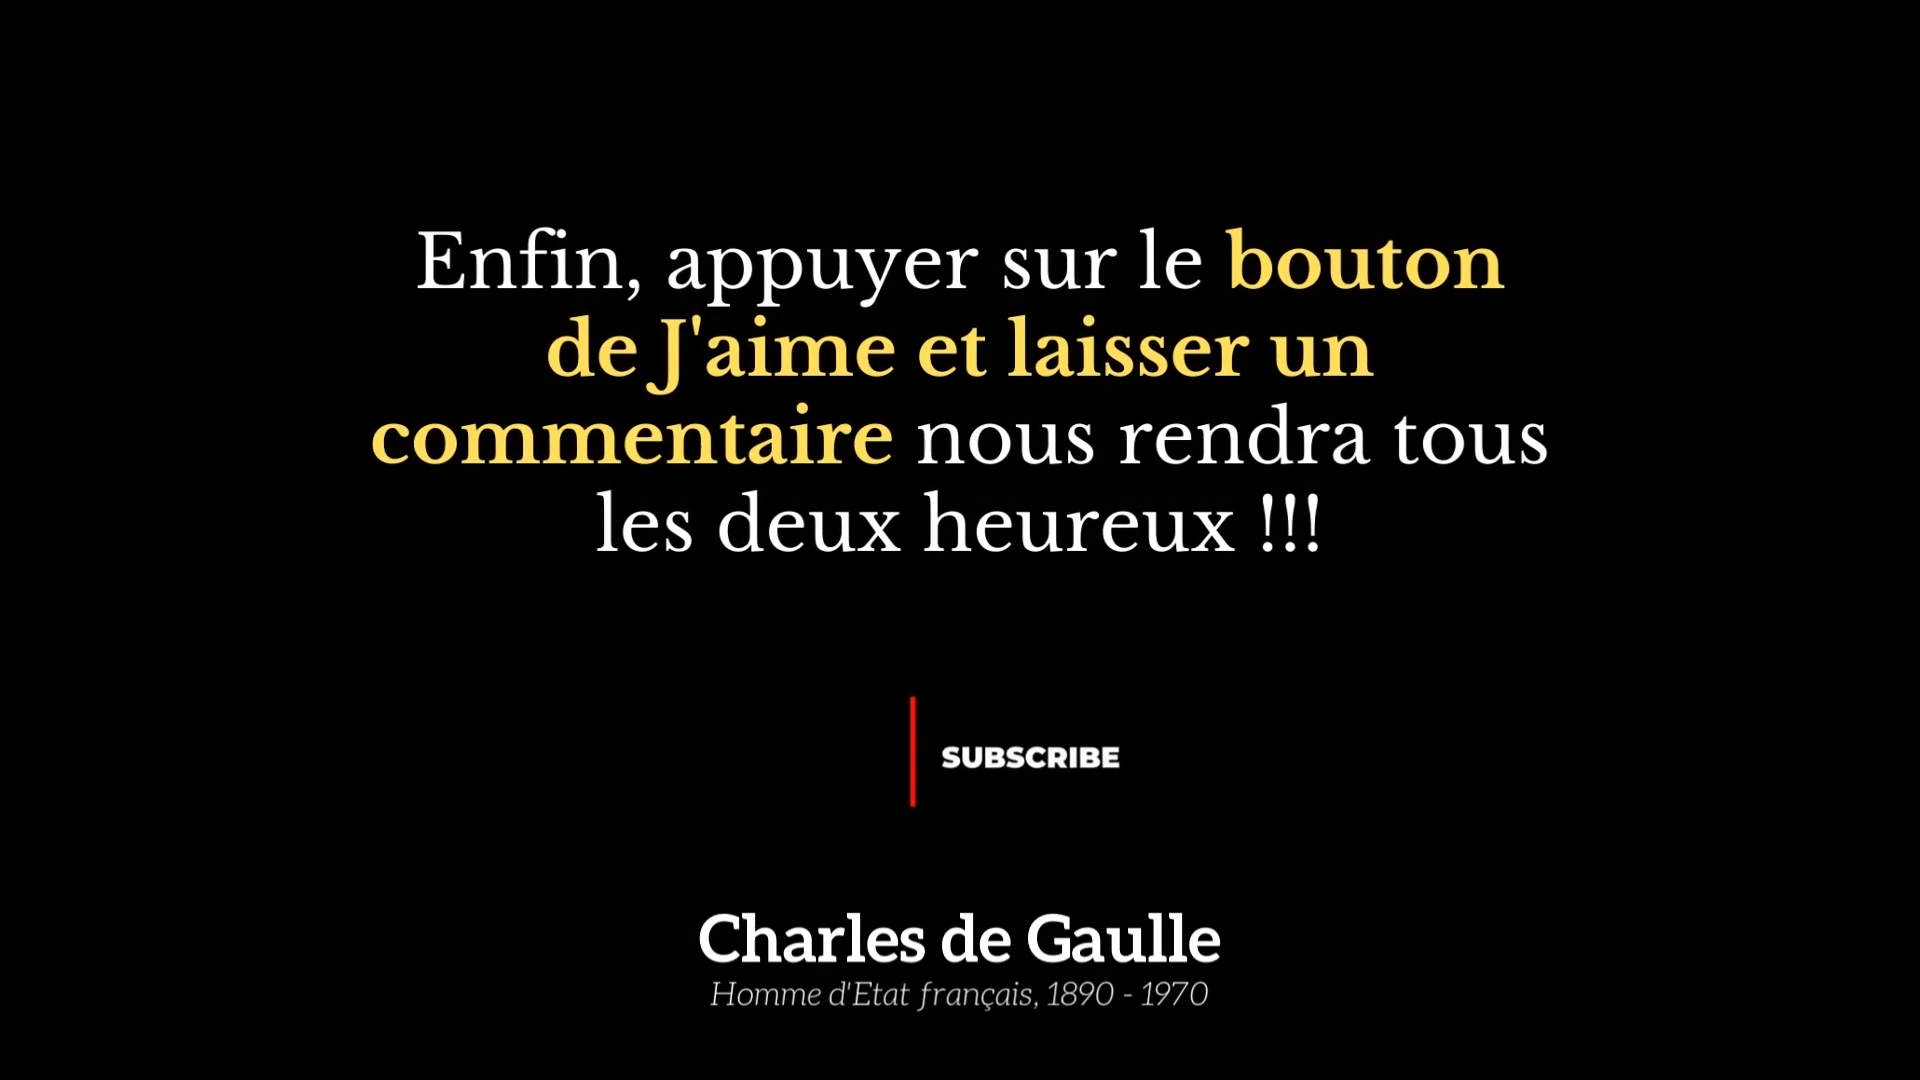 Enfin, appuyer sur le bouton
de J'aime et laisser un
commentaire nous rendra tous
les deux heureux !!!
SUBSCRIBE
Charles de Gaulle
Homme d'Etat français, 1890 - 1970